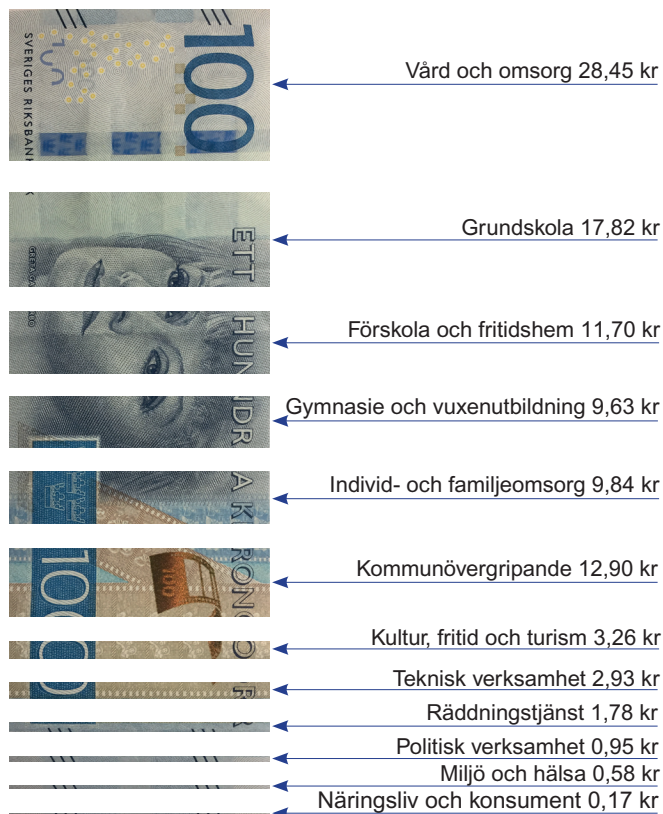 100
SVERIGES RIKSBANK
Vård och omsorg 28,45 kr
Grundskola 17,82 kr
Förskola och fritidshem 11,70 kr
Gymnasie och vuxenutbildning 9,63 kr
Individ- och familjeomsorg 9,84 kr
Kommunövergripande 12,90 kr
Kultur, fritid och turism 3,26 kr
Teknisk verksamhet 2,93 kr
Räddningstjänst 1,78 kr
Politisk verksamhet 0,95 kr
Miljö och hälsa 0,58 kr
Näringsliv och konsument 0,17 kr
ETT HUNDRA KRONOR
100
100